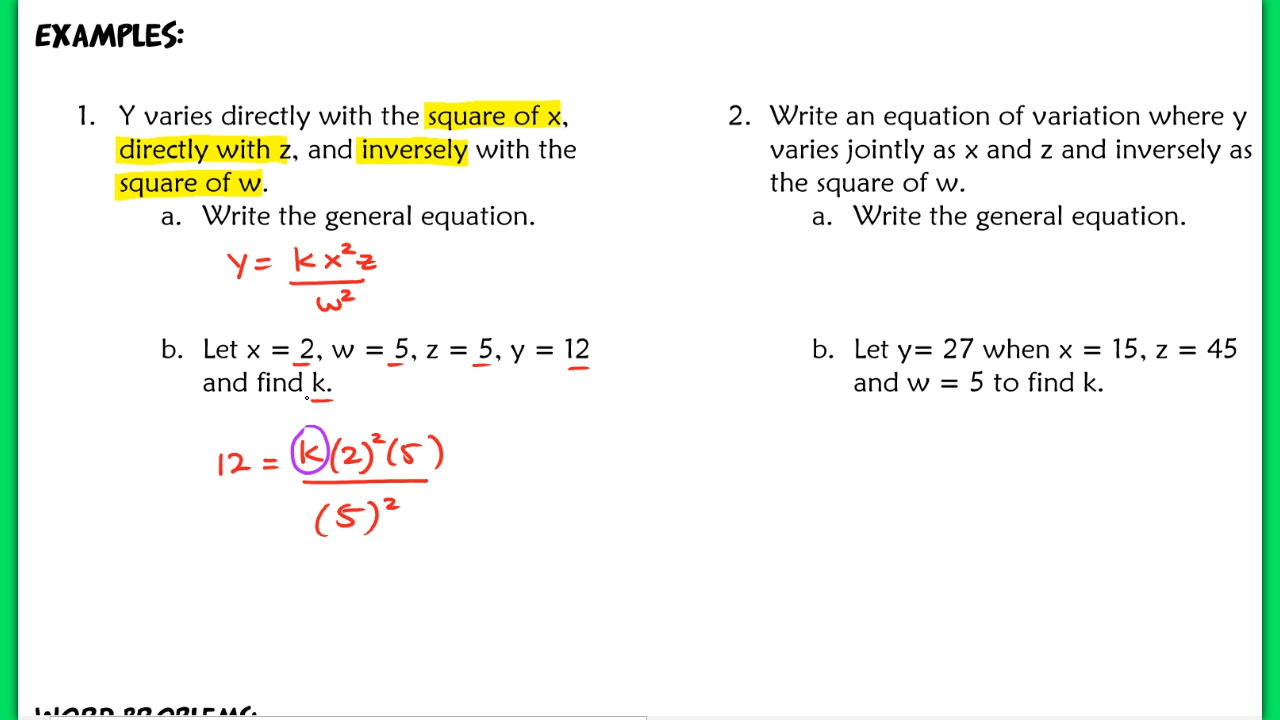 EXAMPLES:
1. Y varies directly with the square of x,
directly with z, and inversely with the
square of w.
a. Write the general equation.
y = kx²z
w²
b. Let x = 2, w = 5, z = 5, y = 12
and find k.
12 = k(2)²(5)
(5)²
2. Write an equation of variation where y
varies jointly as x and z and inversely as
the square of w.
a. Write the general equation.
b. Let y= 27 when x = 15, z = 45
and w = 5 to find k.
WORD PROBLEMS: